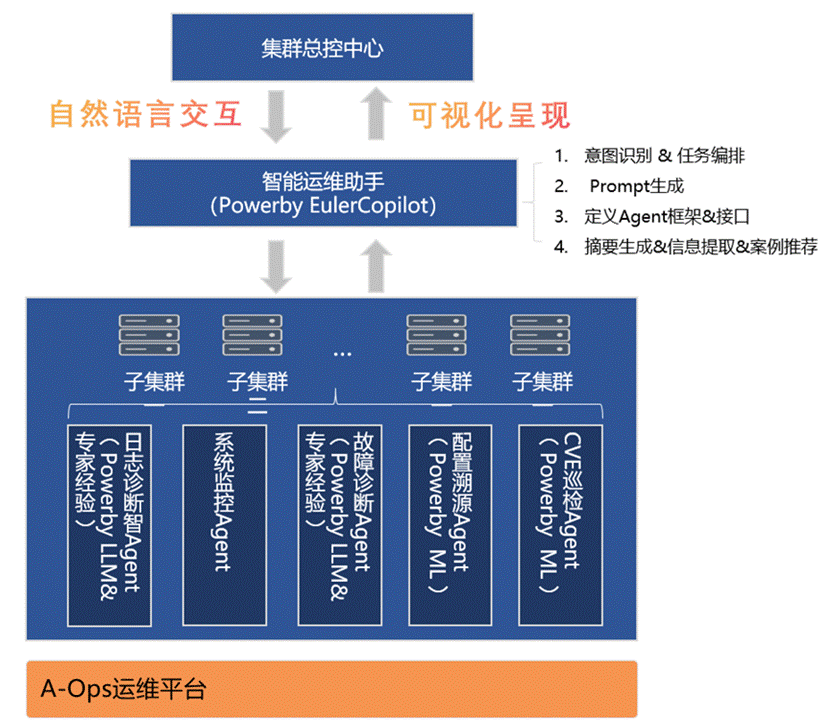 集群总控中心
自然语言交互
可视化呈现
智能运维助手
（Powerby EulerCopilot）
1. 意图识别 & 任务编排
2. Prompt生成
3. 定义Agent框架&接口
4. 摘要生成&信息提取&案例推荐
...
子集群
子集群
子集群
子集群
一
二
一
一
日志诊断智Agent
（Powerby LLM&
专家经验）
系统监控Agent
故障诊断Agent
（Powerby LLM&
专家经验）
配置溯源Agent
（Powerby ML）
CVE巡检Agent
（Powerby ML）
A-Ops运维平台